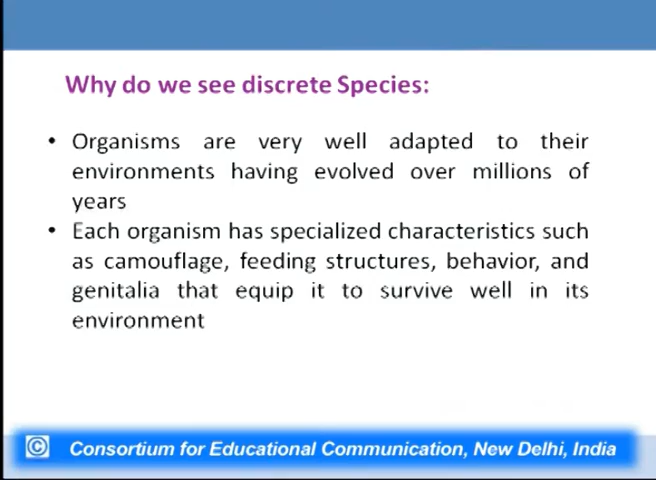 Why do we see discrete Species:
• Organisms are very well adapted to their
environments having evolved over millions of
years
• Each organism has specialized characteristics such
as camouflage, feeding structures, behavior, and
genitalia that equip it to survive well in its
environment
© Consortium for Educational Communication, New Delhi, India